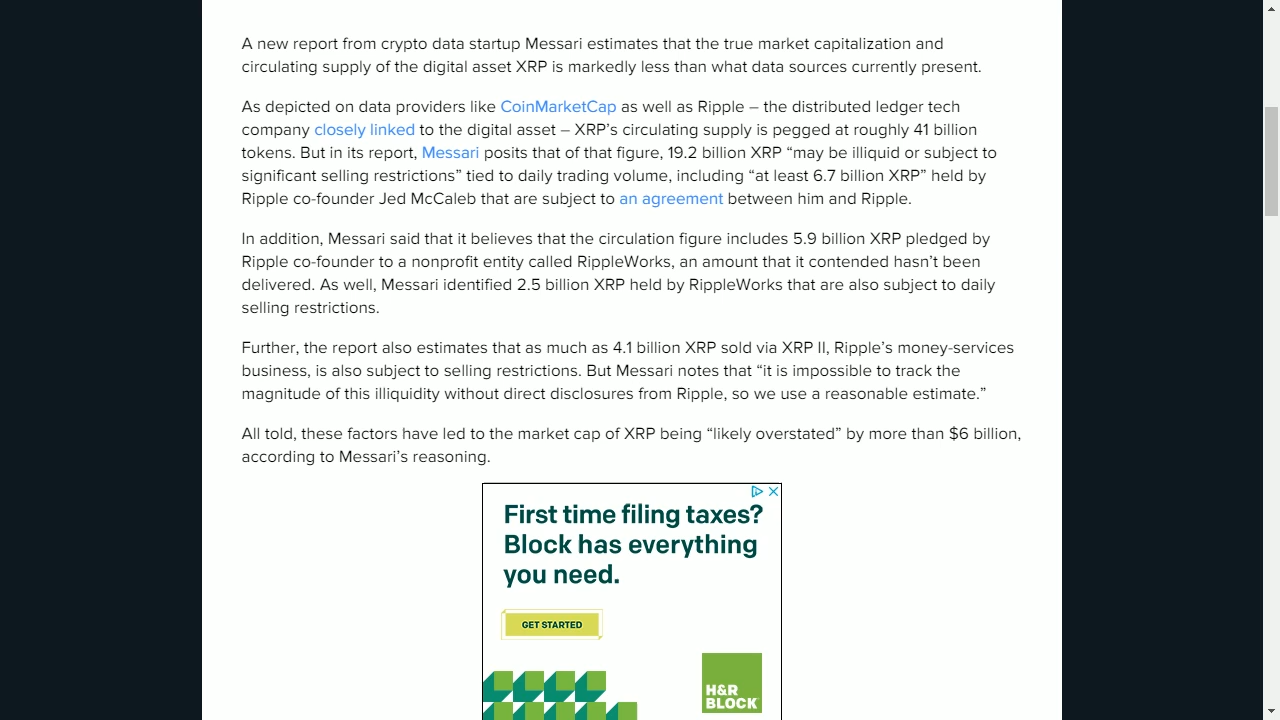 A new report from crypto data startup Messari estimates that the true market capitalization and
circulating supply of the digital asset XRP is markedly less than what data sources currently present.
As depicted on data providers like CoinMarketCap as well as Ripple – the distributed ledger tech
company closely linked to the digital asset – XRP’s circulating supply is pegged at roughly 41 billion
tokens. But in its report, Messari posits that of that figure, 19.2 billion XRP “may be illiquid or subject to
significant selling restrictions” tied to daily trading volume, including “at least 6.7 billion XRP” held by
Ripple co-founder Jed McCaleb that are subject to an agreement between him and Ripple.
In addition, Messari said that it believes that the circulation figure includes 5.9 billion XRP pledged by
Ripple co-founder to a nonprofit entity called RippleWorks, an amount that it contended hasn’t been
delivered. As well, Messari identified 2.5 billion XRP held by RippleWorks that are also subject to daily
selling restrictions.
Further, the report also estimates that as much as 4.1 billion XRP sold via XRP II, Ripple’s money-services
business, is also subject to selling restrictions. But Messari notes that “it is impossible to track the
magnitude of this illiquidity without direct disclosures from Ripple, so we use a reasonable estimate.”
All told, these factors have led to the market cap of XRP being “likely overstated” by more than $6 billion,
according to Messari’s reasoning.
First time filing taxes?
Block has everything
you need.
GET STARTED
H&R
BLOCK